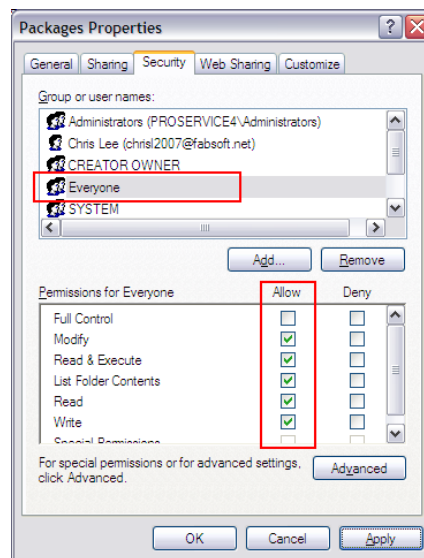 Packages Properties
General Sharing Security Web Sharing Customize
Group or user names:
Administrators (PROSERVICE4\Administrators)
Chris Lee (chrisl2007@fabsoft.net)
CREATOR OWNER
Everyone
SYSTEM
Add... Remove
Permissions for Everyone Allow Deny
Full Control
Modify
Read & Execute
List Folder Contents
Read
Write
Special Permissions
For special permissions or for advanced settings,
click Advanced.
Advanced
OK Cancel Apply